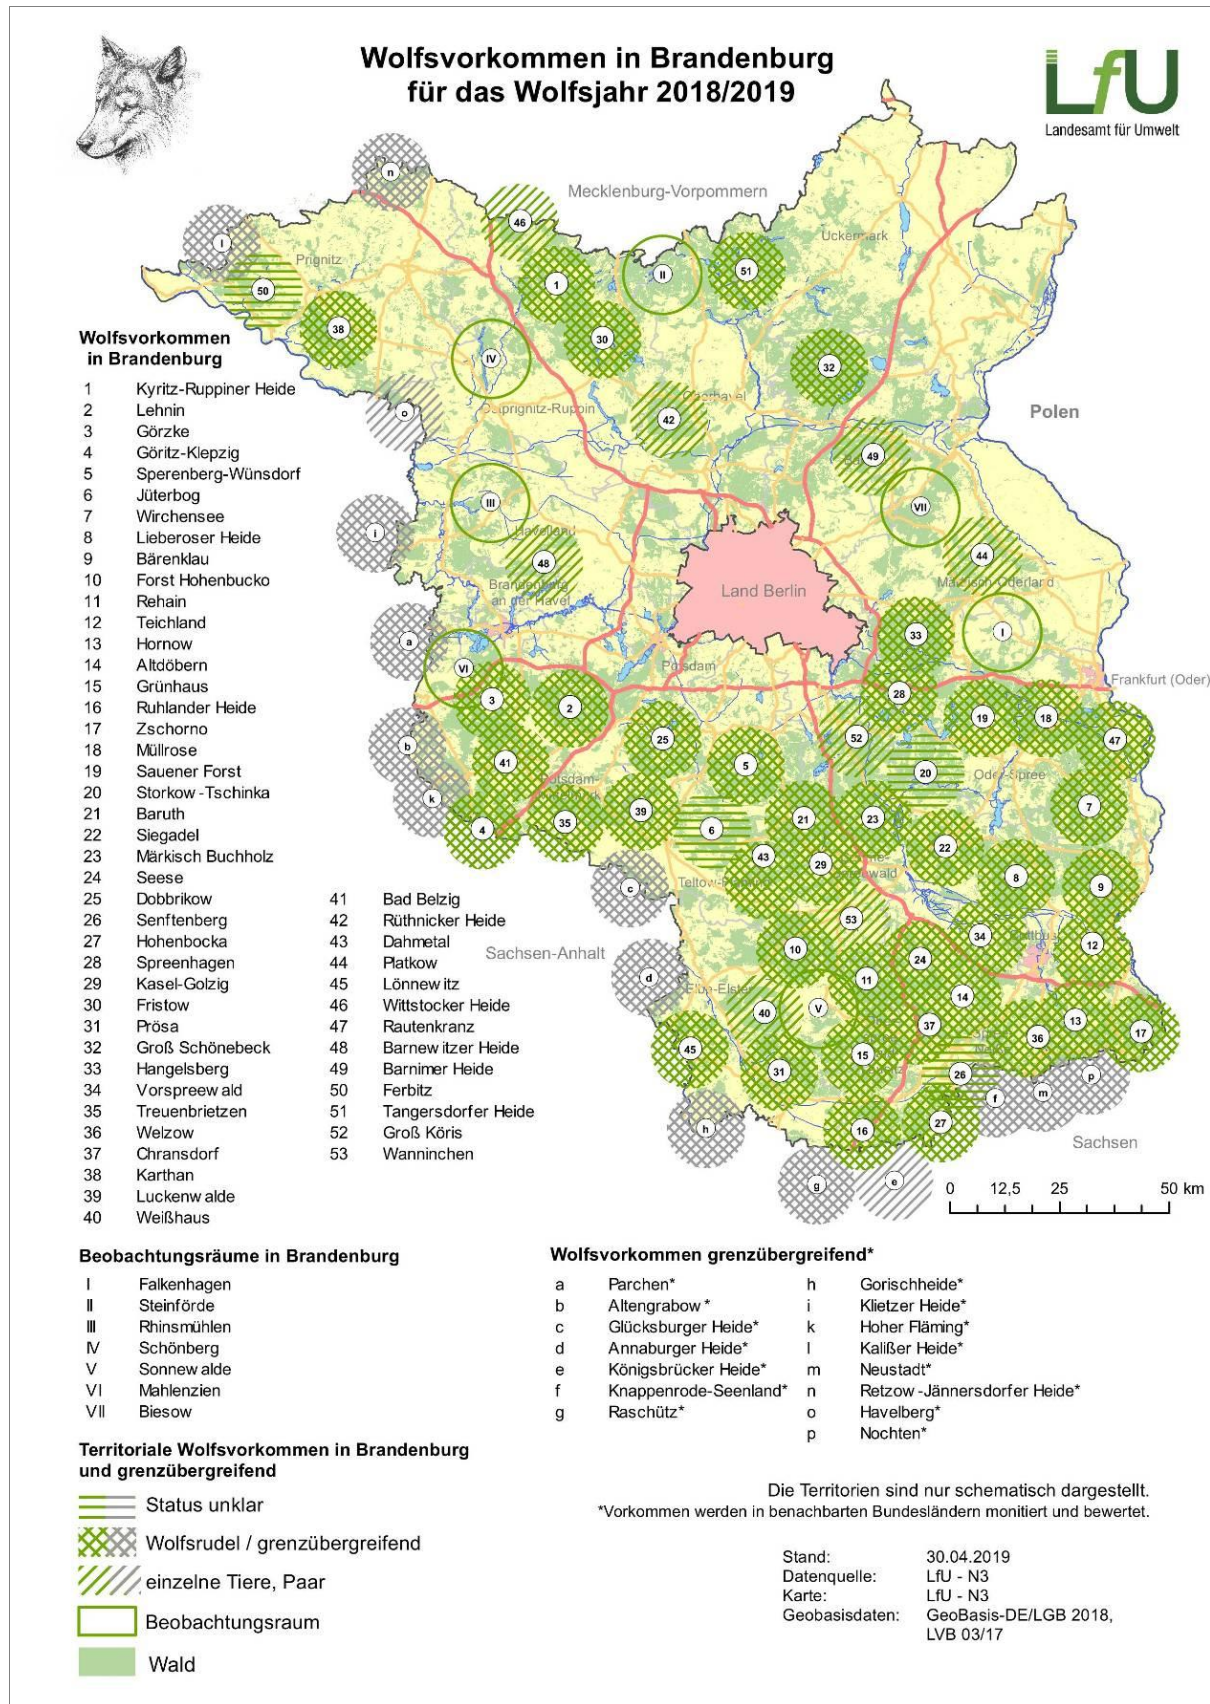 Wolfsvorkommen in Brandenburg
für das Wolfsjahr 2018/2019
LfU
Landesamt für Umwelt
Mecklenburg-Vorpommern
Uckermark
Prignitz
Polen
Ostprignitz-Ruppin
Oberhavel
Havelland
Märkisch-Oderland
Brandenburg
an der Havel
Land Berlin
Potsdam
Frankfurt (Oder)
Oder-Spree
Sachsen-Anhalt
Sachsen
Wolfsvorkommen
in Brandenburg
1 Kyritz-Ruppiner Heide
2 Lehnin
3 Görzke
4 Göritz-Klepzig
5 Sperenberg-Wünsdorf
6 Jüterbog
7 Wirchensee
8 Lieberoser Heide
9 Bärenklau
10 Forst Hohenbucko
11 Rehain
12 Teichland
13 Hornow
14 Altdöbern
15 Grünhaus
16 Ruhlander Heide
17 Zschorno
18 Müllrose
19 Sauener Forst
20 Storkow-Tschinka
21 Baruth
22 Siegadel
23 Märkisch Buchholz
24 Seese
25 Dobbrikow
26 Senftenberg
27 Hohenbocka
28 Spreenhagen
29 Kasel-Golzig
30 Fristow
31 Prösa
32 Groß Schönebeck
33 Hangelsberg
34 Vorspreewald
35 Treuenbrietzen
36 Welzow
37 Chransdorf
38 Karthan
39 Luckenwalde
40 Weißhaus
41 Bad Belzig
42 Rüthnicker Heide
43 Dahmetal
44 Platkow
45 Lönnewitz
46 Wittstocker Heide
47 Rautenkranz
48 Barnewitzer Heide
49 Barnimer Heide
50 Ferbitz
51 Tangersdorfer Heide
52 Groß Köris
53 Wanninchen
0 12,5 25 50 km
Beobachtungsräume in Brandenburg
I Falkenhagen
II Steinförde
III Rhinsmühlen
IV Schönberg
V Sonnewalde
VI Mahlenzien
VII Biesow
Wolfsvorkommen grenzübergreifend*
a Parchen*
b Altengrabow*
c Glücksburger Heide*
d Annaburger Heide*
e Königsbrücker Heide*
f Knappenrode-Seenland*
g Raschütz*
h Gorischheide*
i Klietzer Heide*
k Hoher Fläming*
l Kalißer Heide*
m Neustadt*
n Retzow-Jännersdorfer Heide*
o Havelberg*
p Nochten*
Territoriale Wolfsvorkommen in Brandenburg
und grenzübergreifend
Status unklar
Wolfsrudel / grenzübergreifend
einzelne Tiere, Paar
Beobachtungsraum
Wald
Die Territorien sind nur schematisch dargestellt.
*Vorkommen werden in benachbarten Bundesländern monitiert und bewertet.
Stand: 30.04.2019
Datenquelle: LfU - N3
Karte: LfU - N3
Geobasisdaten: GeoBasis-DE/LGB 2018,
LVB 03/17